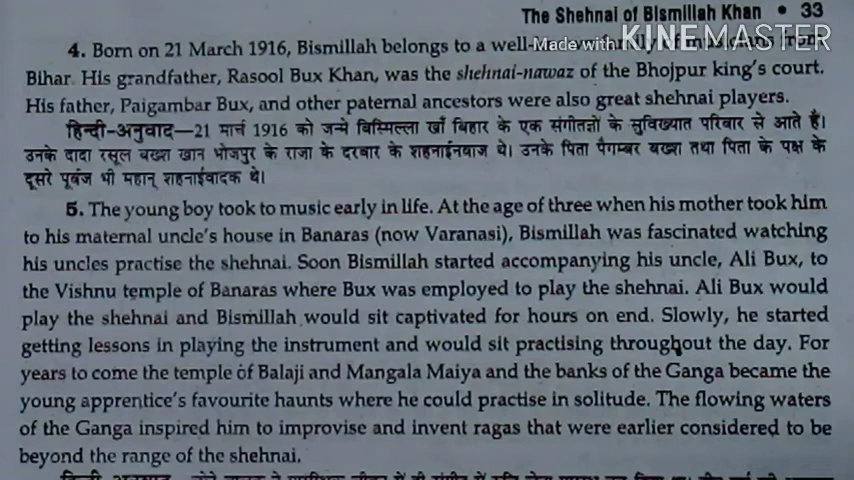 The Shehnai of Bismillah Khan • 33
Made with KINEMASTER
4. Born on 21 March 1916, Bismillah belongs to a well- family of musicians from
Bihar. His grandfather, Rasool Bux Khan, was the shehnai-nawaz of the Bhojpur king's court.
His father, Paigambar Bux, and other paternal ancestors were also great shehnai players.
हिन्दी-अनुवाद—21 मार्च 1916 को जन्मे बिस्मिल्ला खाँ बिहार के एक संगीतज्ञों के सुविख्यात परिवार से आते हैं।
उनके दादा रसूल बख्श खान भोजपुर के राजा के दरबार के शहनाईनवाज थे। उनके पिता पैगम्बर बख्श तथा पिता के पक्ष के
दूसरे पूर्वज भी महान् शहनाईवादक थे।
5. The young boy took to music early in life. At the age of three when his mother took him
to his maternal uncle's house in Banaras (now Varanasi), Bismillah was fascinated watching
his uncles practise the shehnai. Soon Bismillah started accompanying his uncle, Ali Bux, to
the Vishnu temple of Banaras where Bux was employed to play the shehnai. Ali Bux would
play the shehnai and Bismillah would sit captivated for hours on end. Slowly, he started
getting lessons in playing the instrument and would sit practising throughout the day. For
years to come the temple of Balaji and Mangala Maiya and the banks of the Ganga became the
young apprentice's favourite haunts where he could practise in solitude. The flowing waters
of the Ganga inspired him to improvise and invent ragas that were earlier considered to be
beyond the range of the shehnai.